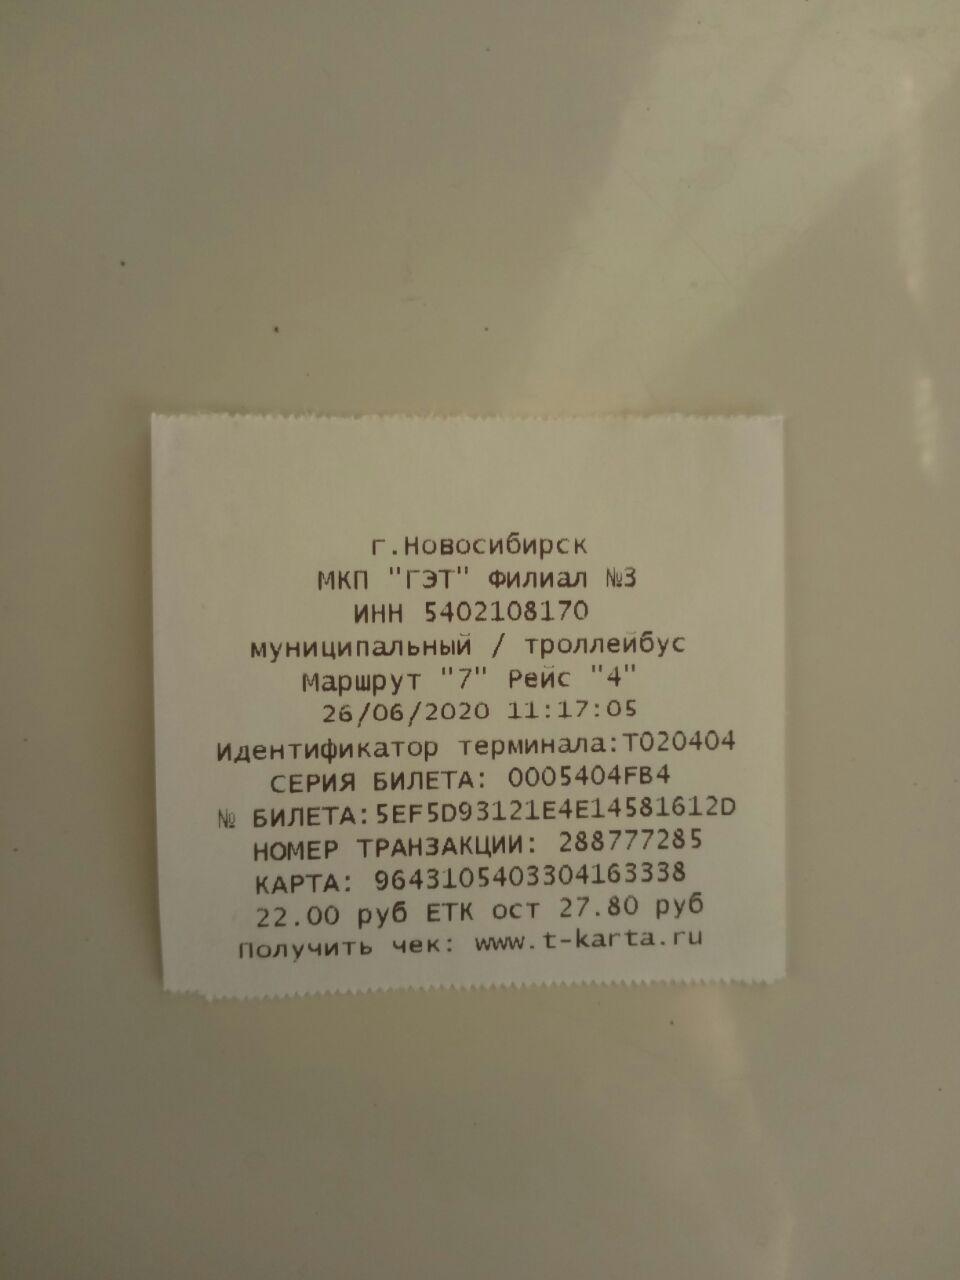 г.Новосибирск
МКП "ГЭТ" Филиал №3
ИНН 5402108170
муниципальный / троллейбус
Маршрут "7" Рейс "4"
26/06/2020 11:17:05
Идентификатор терминала:T020404
СЕРИЯ БИЛЕТА: 0005404FB4
№ БИЛЕТА:5EF5D93121E4E14581612D
НОМЕР ТРАНЗАКЦИИ: 288777285
КАРТА: 9643105403304163338
22.00 руб ЕТК ост 27.80 руб
Получить чек: www.t-karta.ru